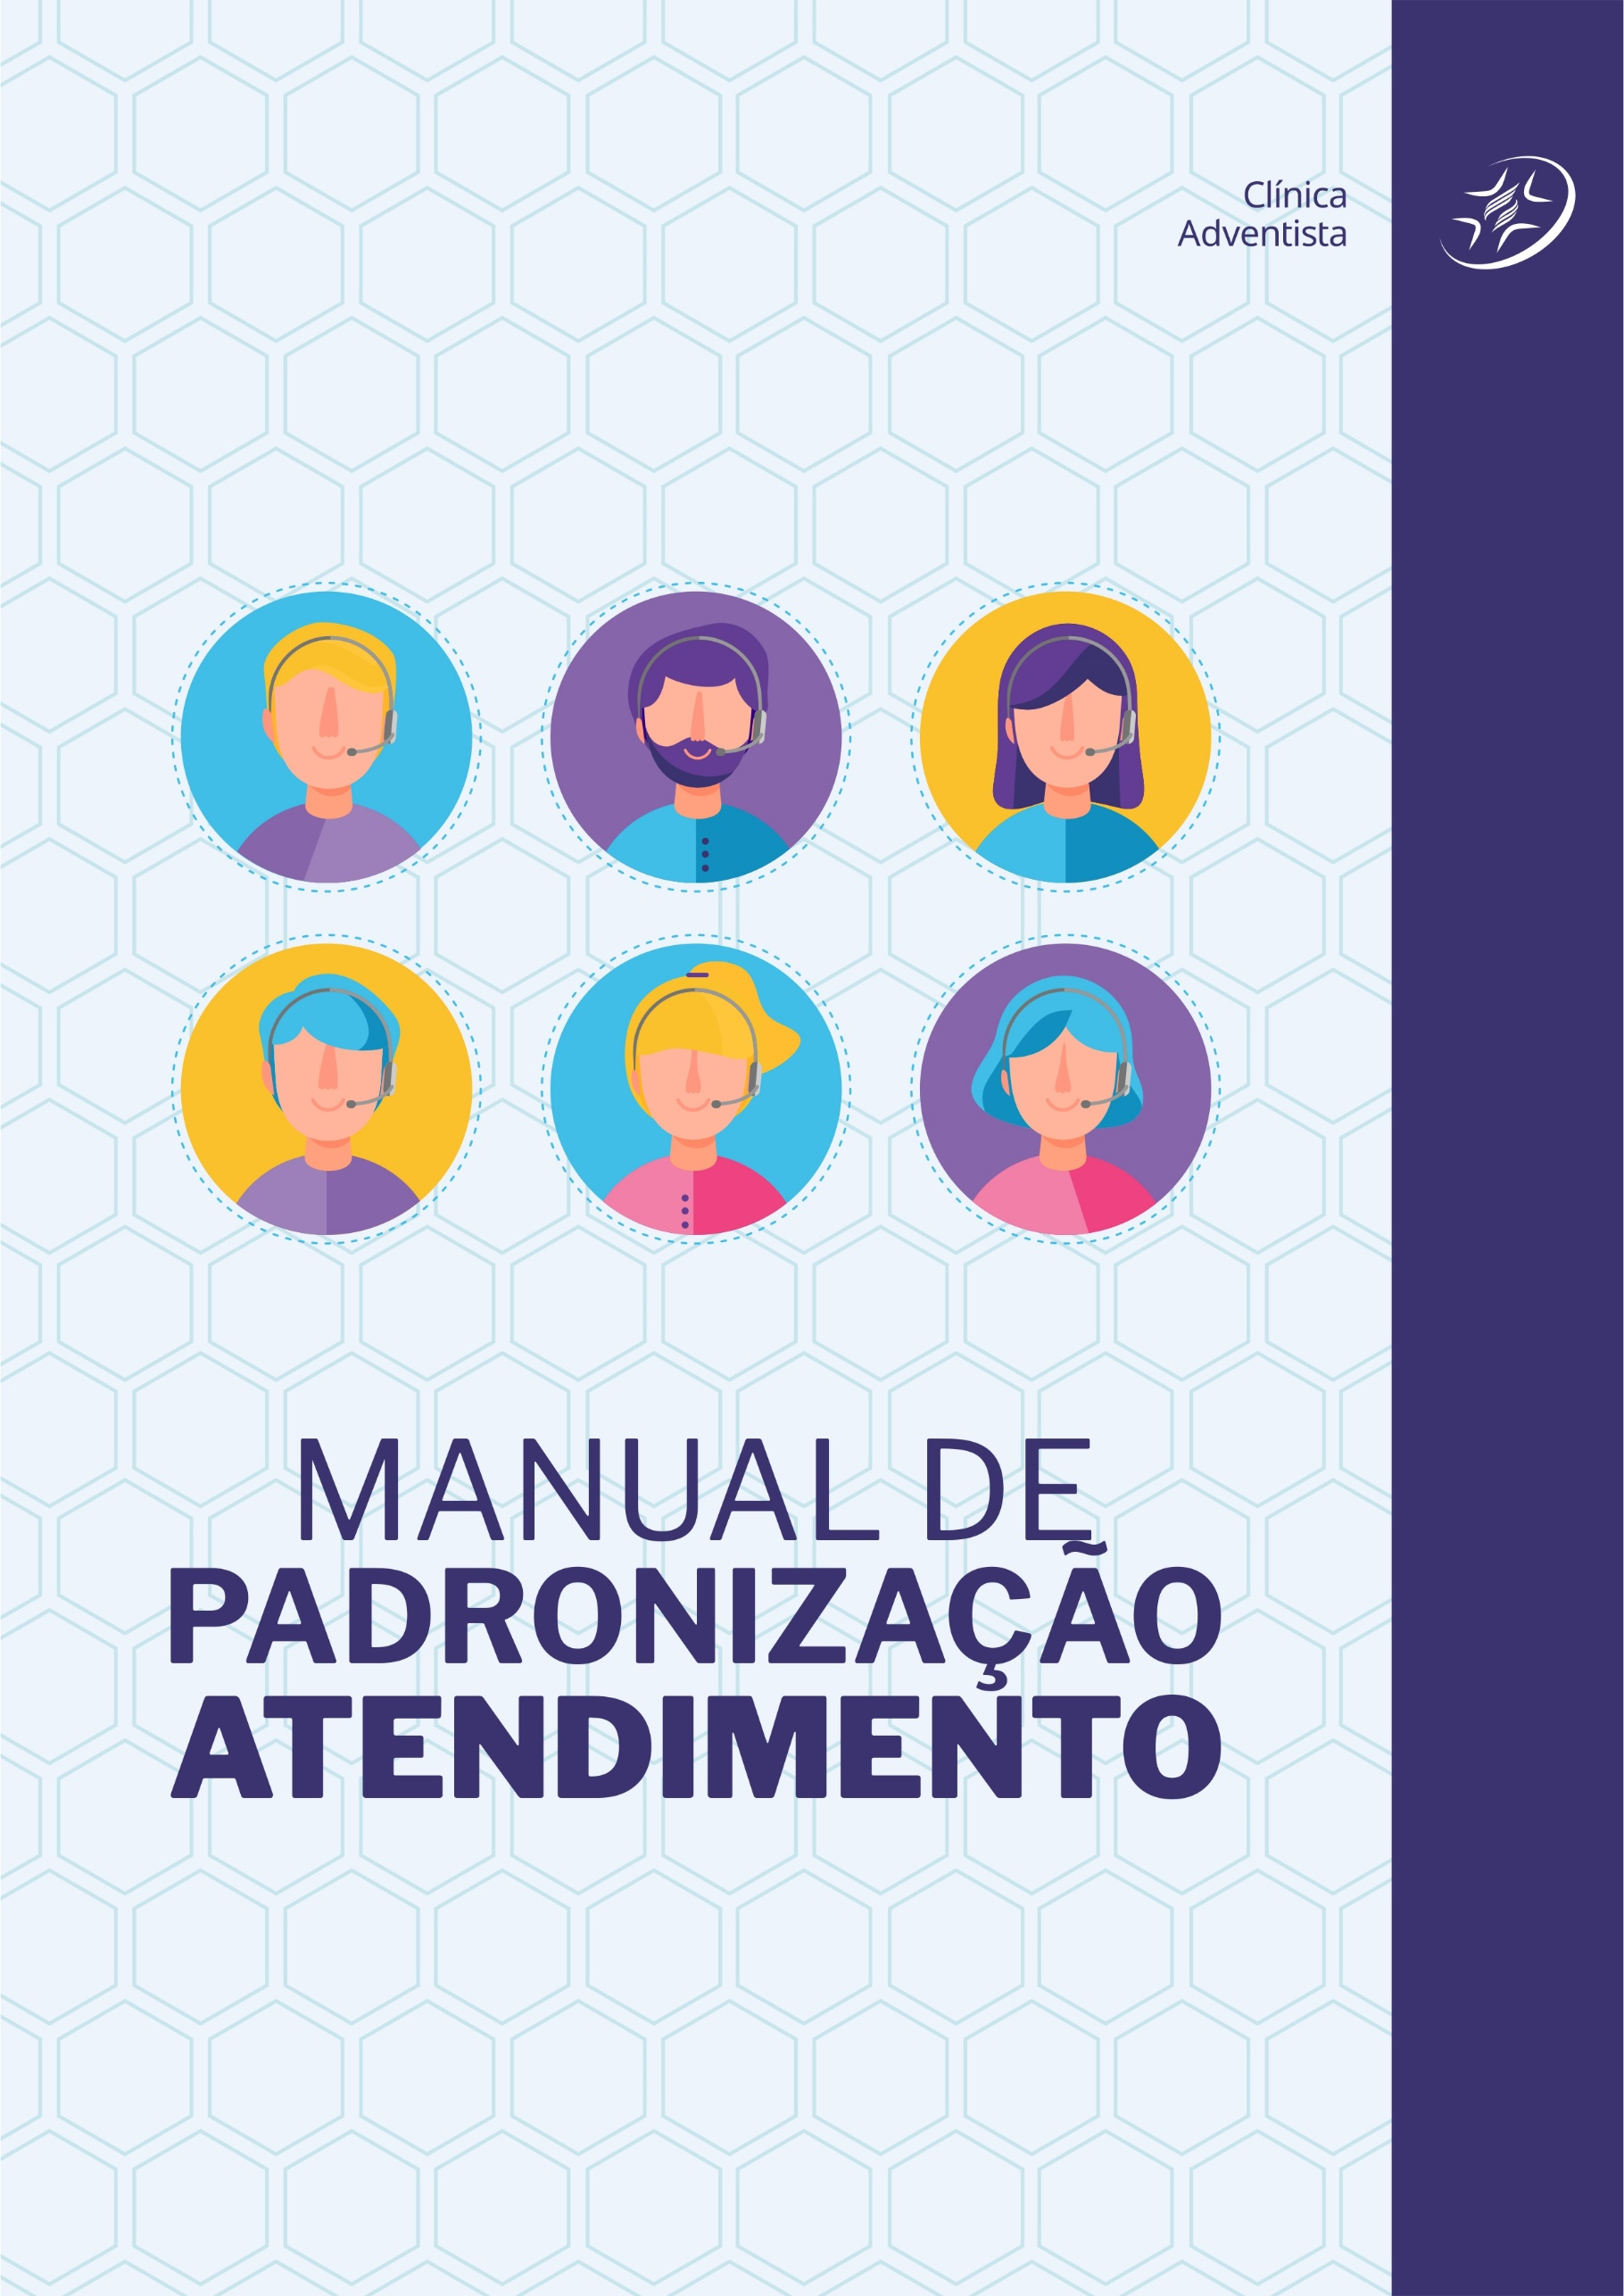 Clínica
Adventista
MANUAL DE
PADRONIZAÇÃO
ATENDIMENTO